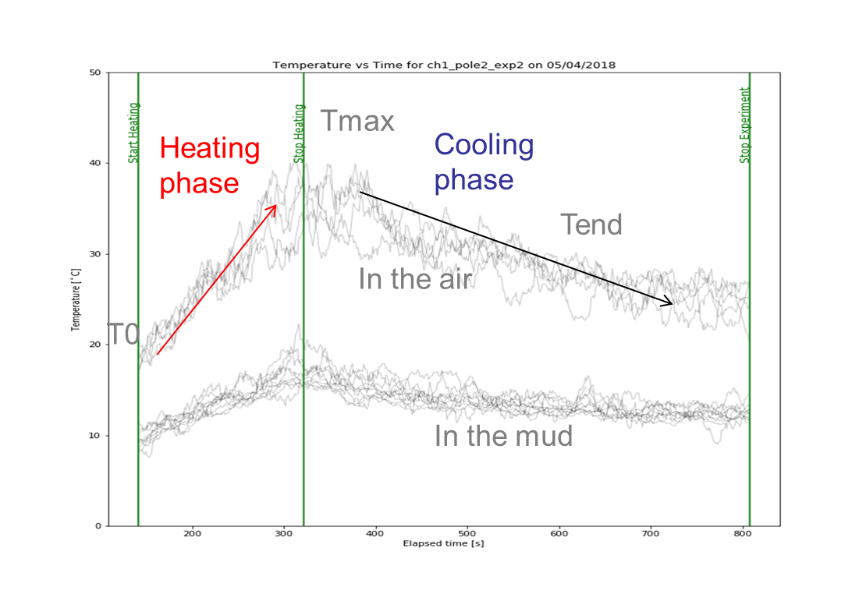 Temperature vs Time for ch1_pole2_exp2 on 05/04/2018
50
40
30
20
10
0
Temperature [°C]
Start Heating
Stop Heating
Stop Experiment
Tmax
Heating
phase
Cooling
phase
Tend
In the air
T0
In the mud
200
300
400
500
600
700
800
Elapsed time [s]